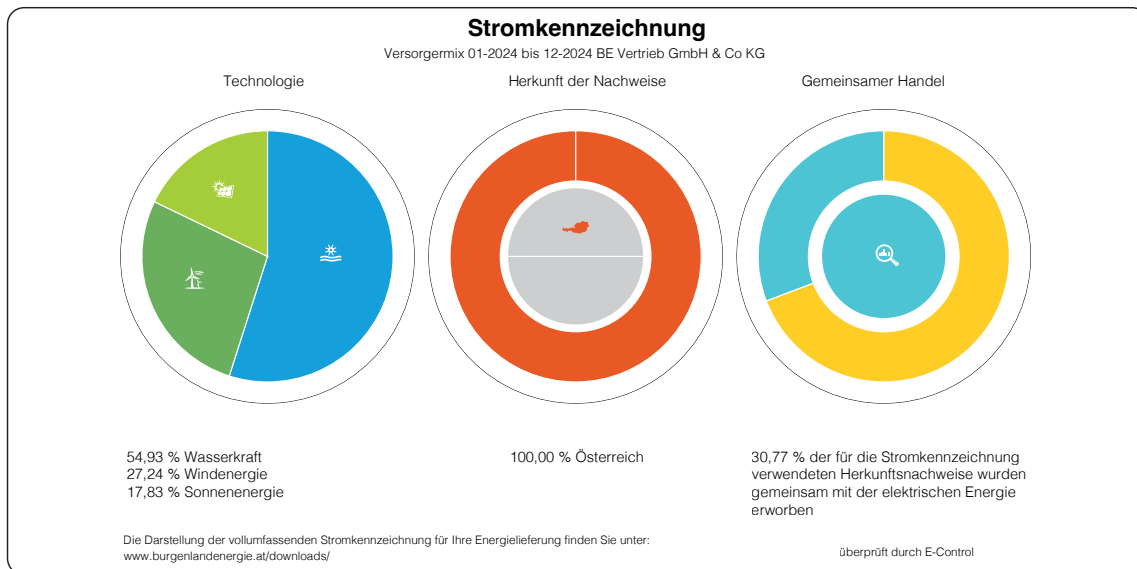 Stromkennzeichnung
Versorgermix 01-2024 bis 12-2024 BE Vertrieb GmbH & Co KG
Technologie
Herkunft der Nachweise
Gemeinsamer Handel
54,93 % Wasserkraft
27,24 % Windenergie
17,83 % Sonnenenergie
100,00 % Österreich
30,77 % der für die Stromkennzeichnung
verwendeten Herkunftsnachweise wurden
gemeinsam mit der elektrischen Energie
erworben
Die Darstellung der vollumfassenden Stromkennzeichnung für Ihre Energielieferung finden Sie unter:
www.burgenlandenergie.at/downloads/
überprüft durch E-Control